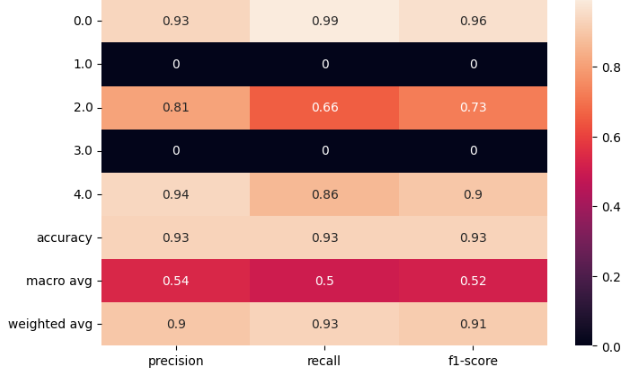 0.0 0.93 0.99 0.96
1.0 0 0 0
2.0 0.81 0.66 0.73
3.0 0 0 0
4.0 0.94 0.86 0.9
accuracy 0.93 0.93 0.93
macro avg 0.54 0.5 0.52
weighted avg 0.9 0.93 0.91
precision recall f1-score
0.8
0.6
0.4
0.2
0.0